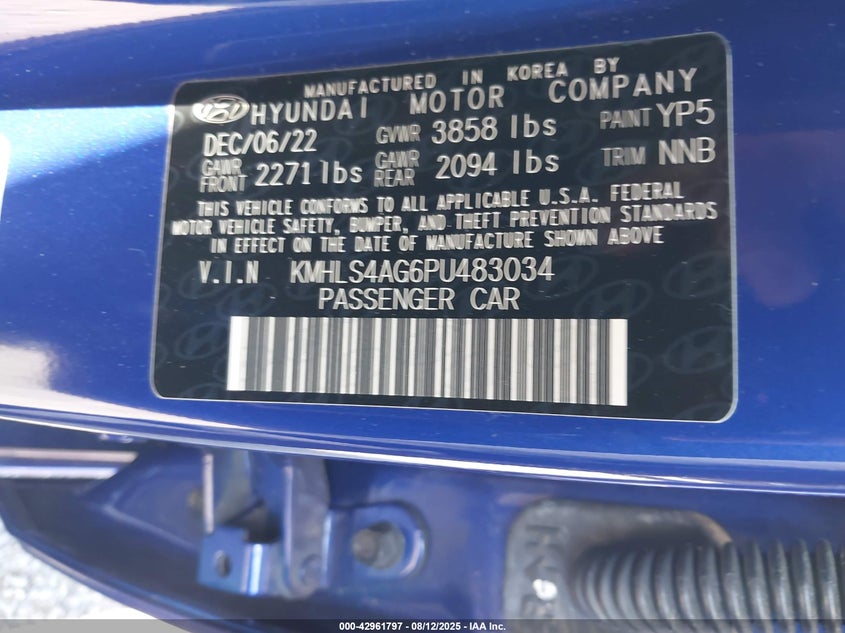 MANUFACTURED IN KOREA BY
HYUNDAI MOTOR COMPANY
DEC/06/22 GVWR 3858 lbs PAINT YP5
GAWR FRONT 2271 lbs GAWR REAR 2094 lbs TRIM NNB
THIS VEHICLE CONFORMS TO ALL APPLICABLE U.S.A. FEDERAL
MOTOR VEHICLE SAFETY, BUMPER, AND THEFT PREVENTION STANDARDS
IN EFFECT ON THE DATE OF MANUFACTURE SHOWN ABOVE
V.I.N KMHLS4AG6PU483034
PASSENGER CAR
000-42961797 - 08/12/2025 - IAA Inc.